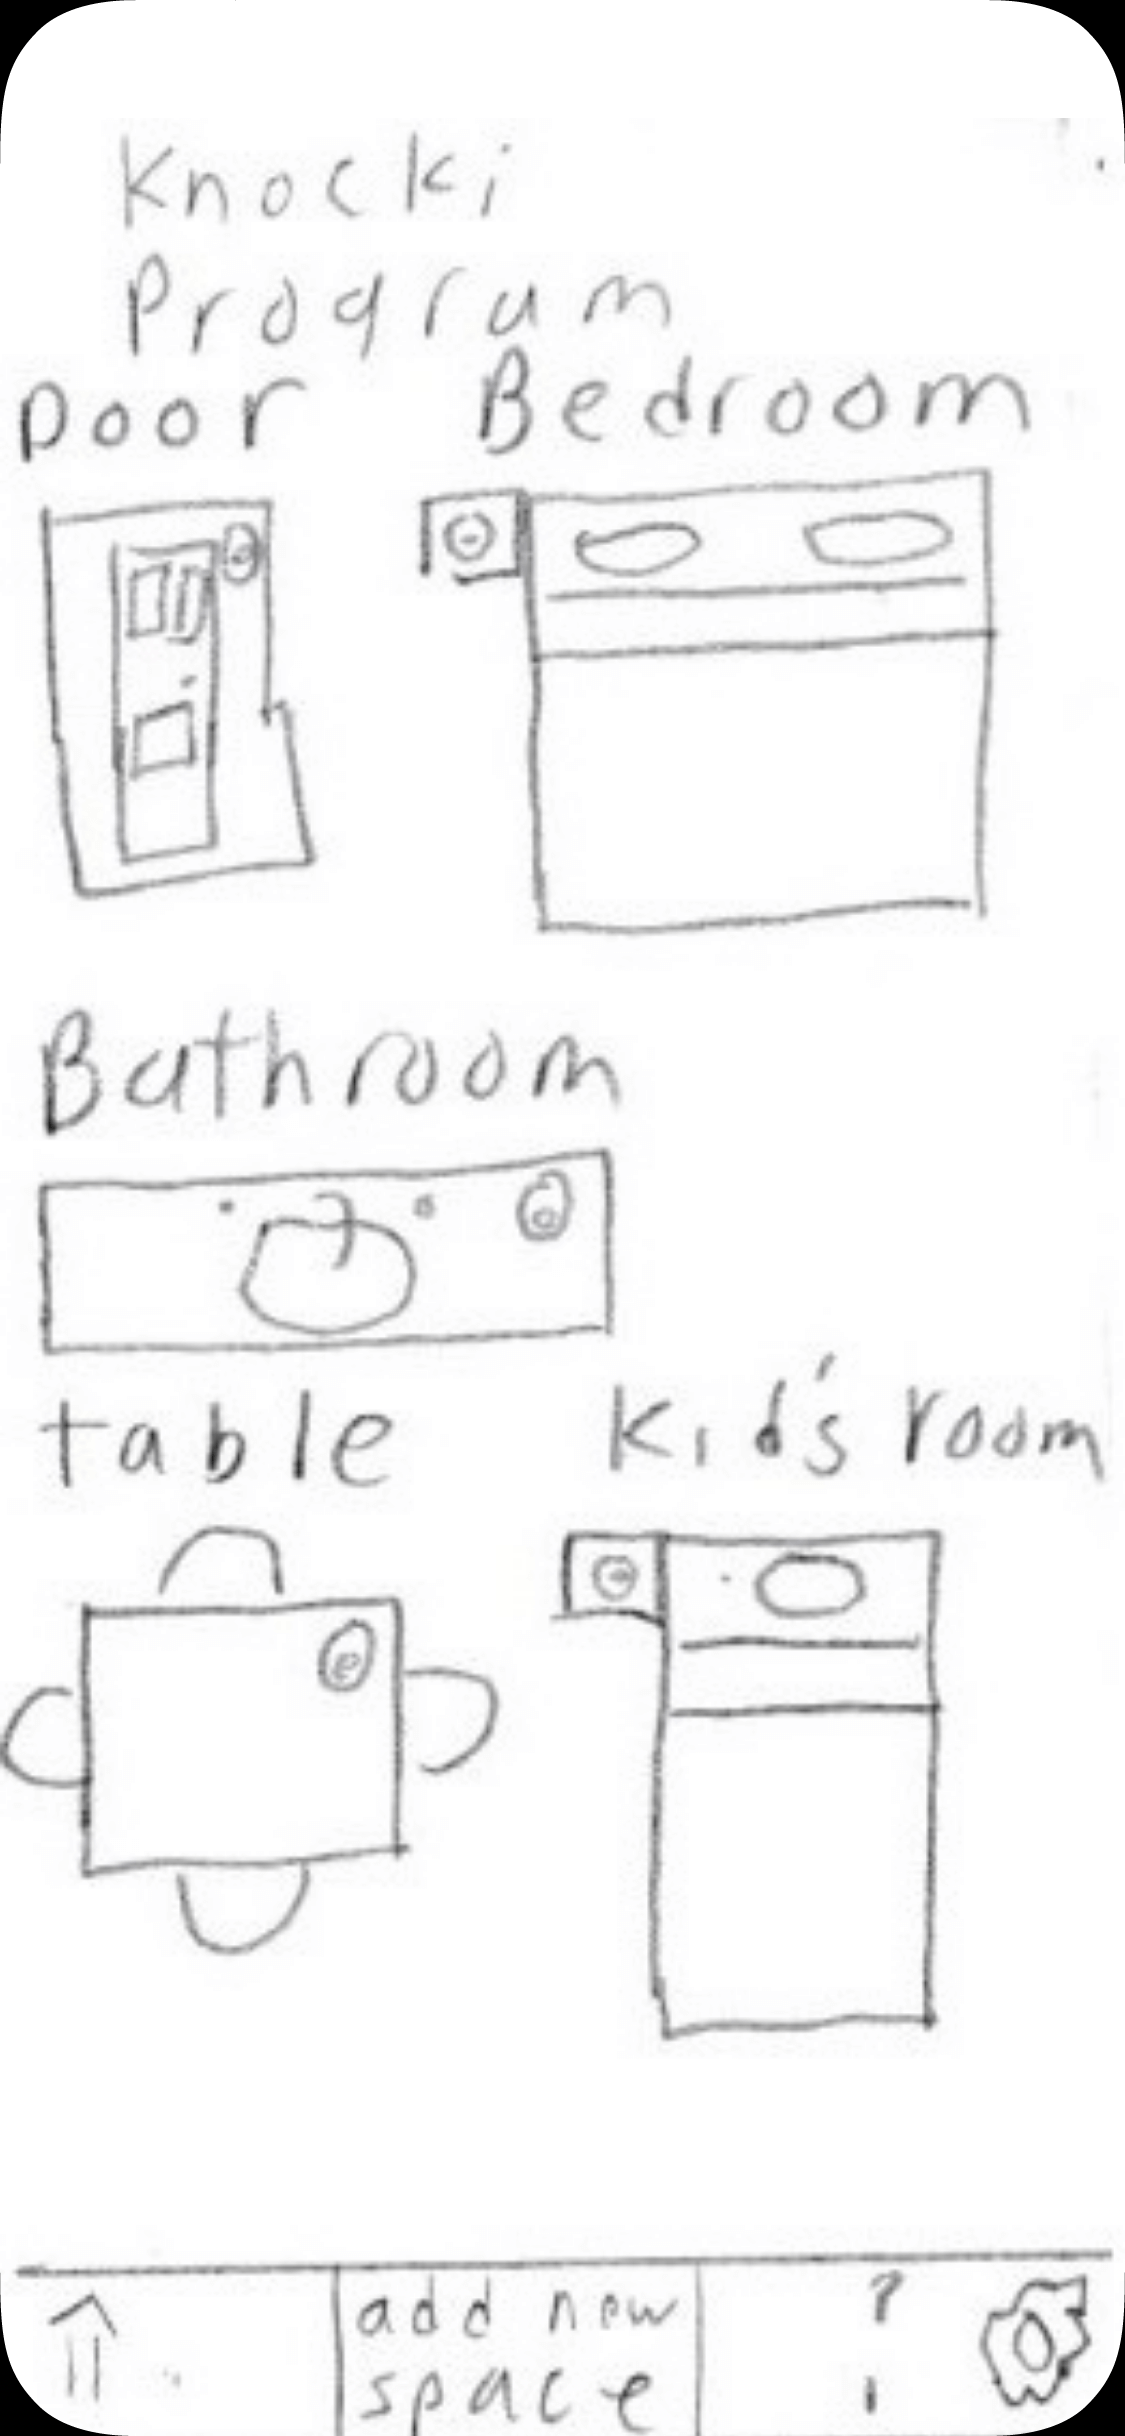 Knocki
Program
Door Bedroom
Bathroom
table Kid's room
add new ?
space